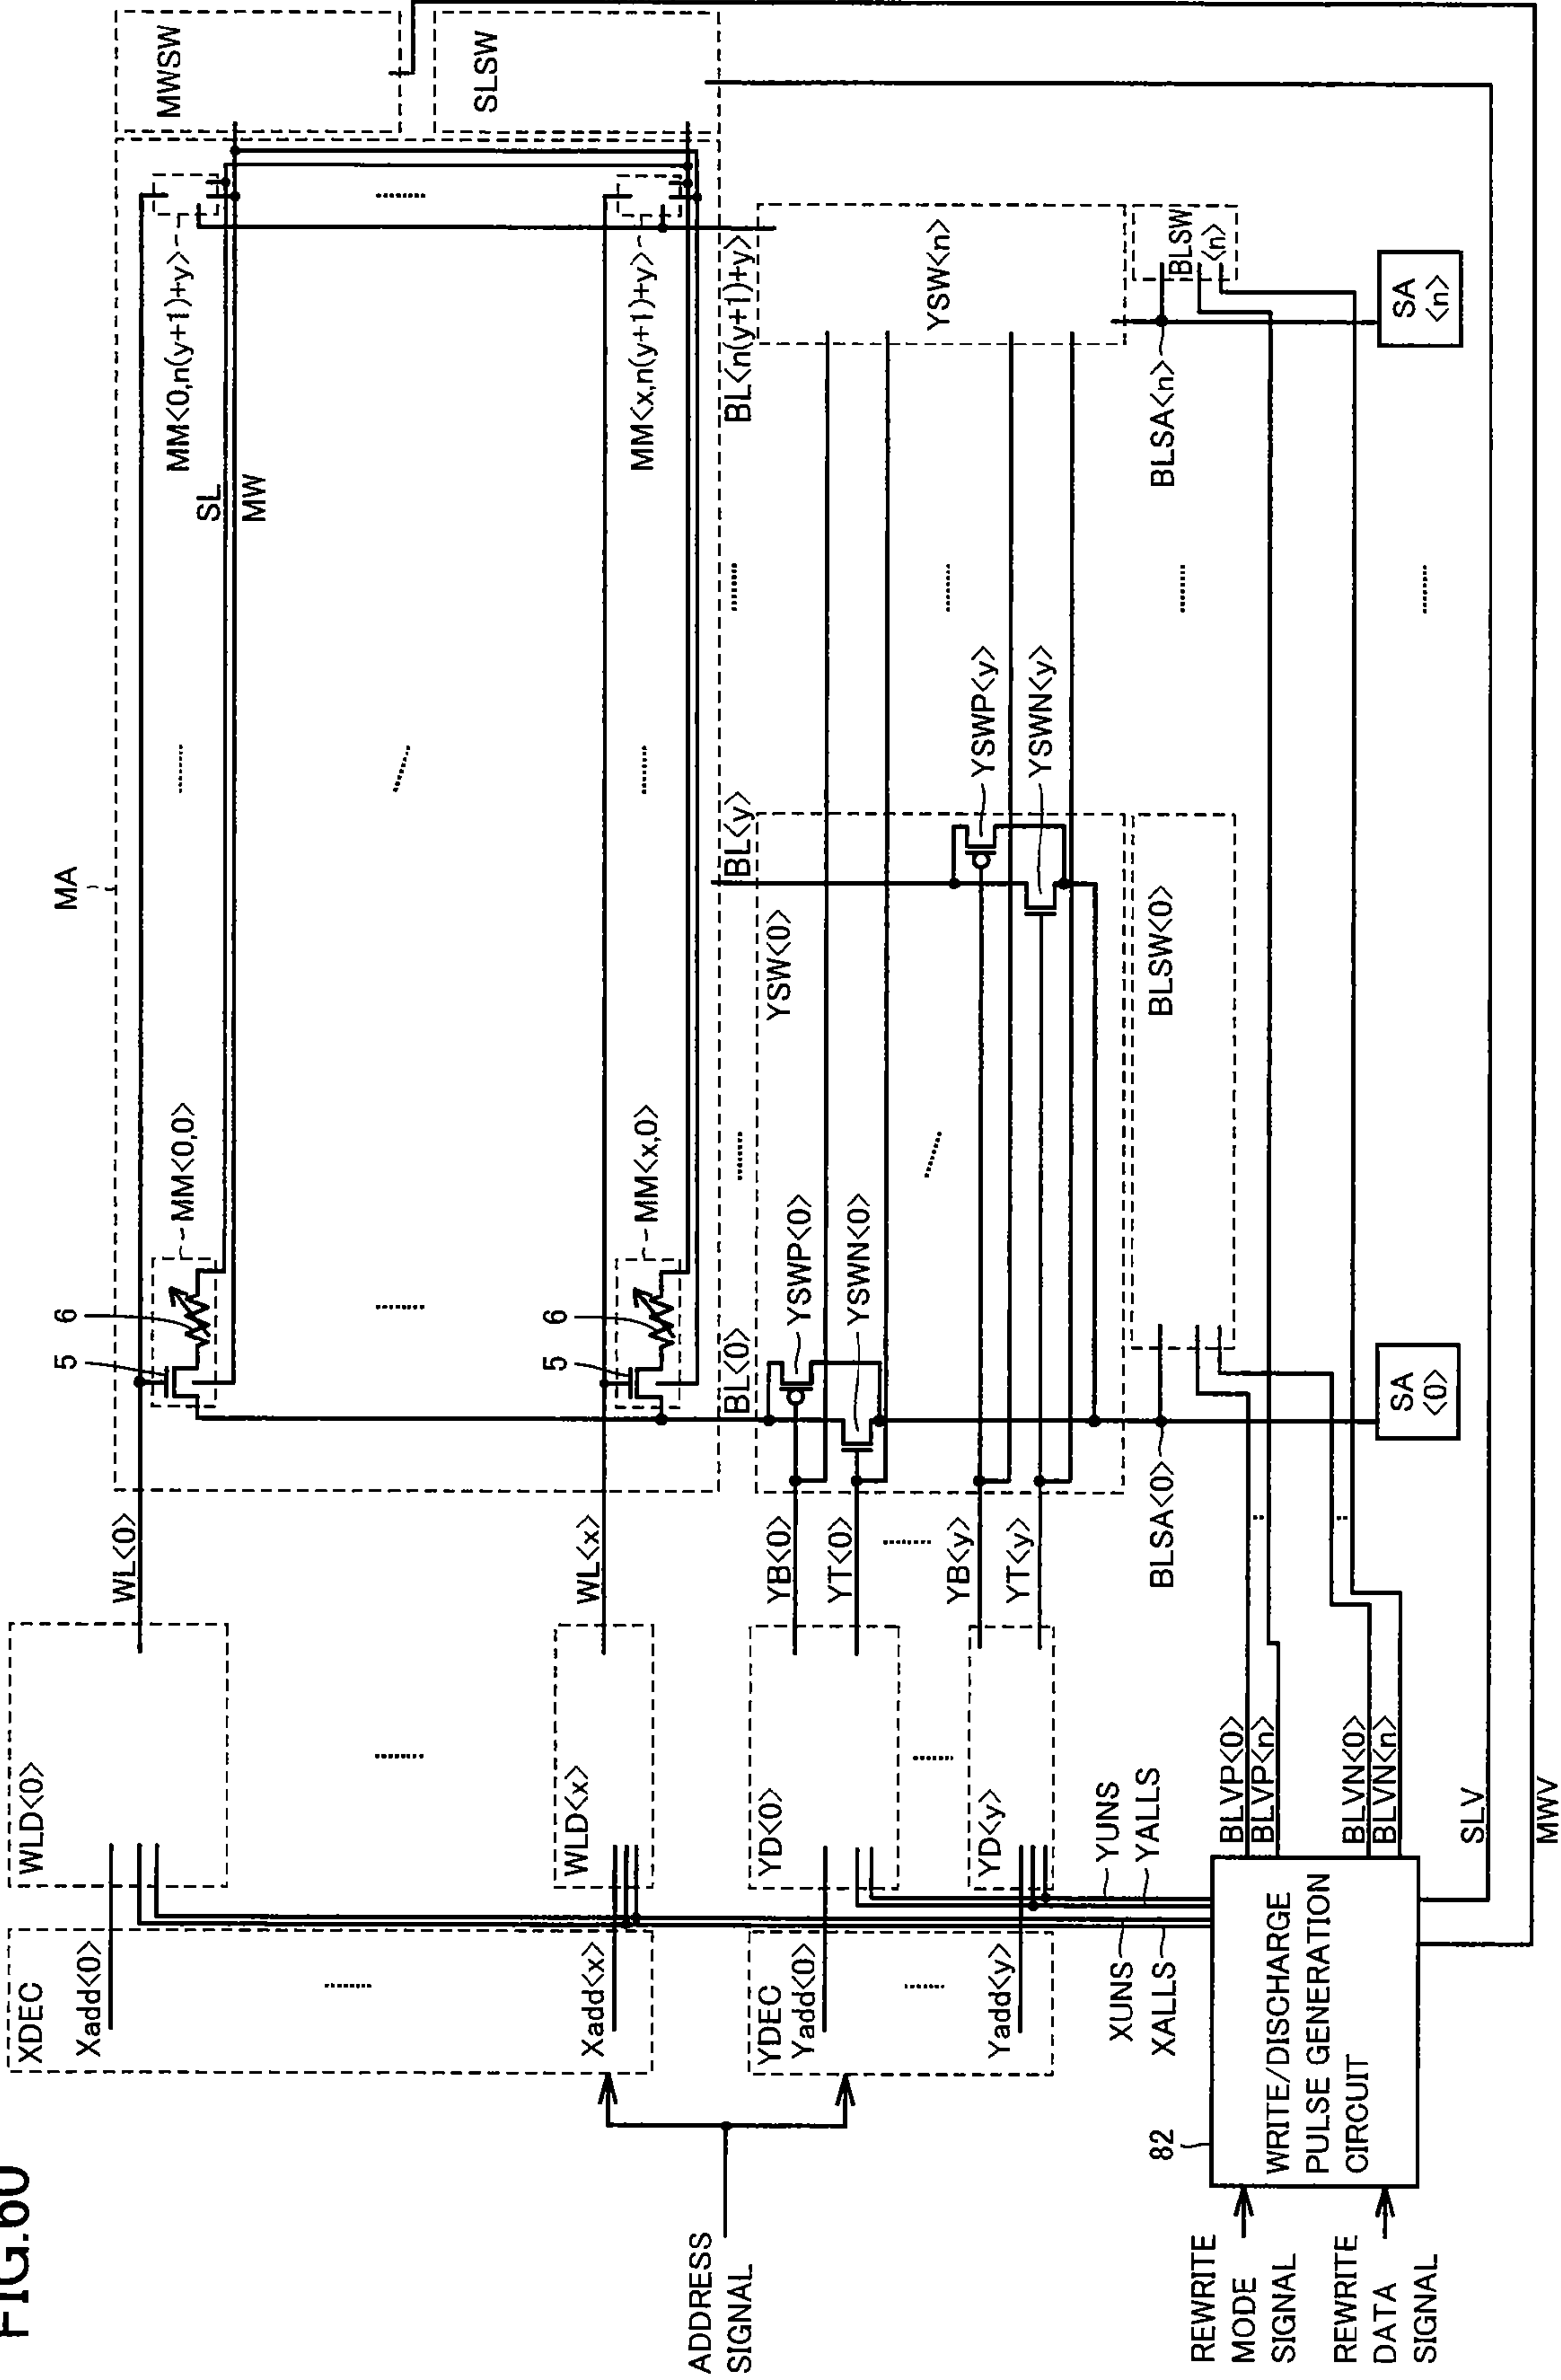 FIG.60
XDEC
Xadd<0>
Xadd<x>
WLD<0>
WLD<x>
WL<0>
WL<x>
MA
5
6
MM<0,0>
5
6
MM<x,0>
SL
MW
MM<0,n(y+1)+y>
MM<x,n(y+1)+y>
MWSW
SLSW
ADDRESS
SIGNAL
YDEC
Yadd<0>
Yadd<y>
YD<0>
YD<y>
YB<0>
YT<0>
YB<y>
YT<y>
BL<0>
BL<y>
BL<n(y+1)+y>
YSWP<0>
YSWN<0>
YSW<0>
YSWP<y>
YSWN<y>
YSW<n>
XUNS
XALLS
YUNS
YALLS
BLSA<0>
BLSW<0>
BLSA<n>
BLSW
<n>
SA
<0>
SA
<n>
REWRITE
MODE
SIGNAL
REWRITE
DATA
SIGNAL
82
WRITE/DISCHARGE
PULSE GENERATION
CIRCUIT
BLVP<0>
BLVP<n>
BLVN<0>
BLVN<n>
SLV
MWV